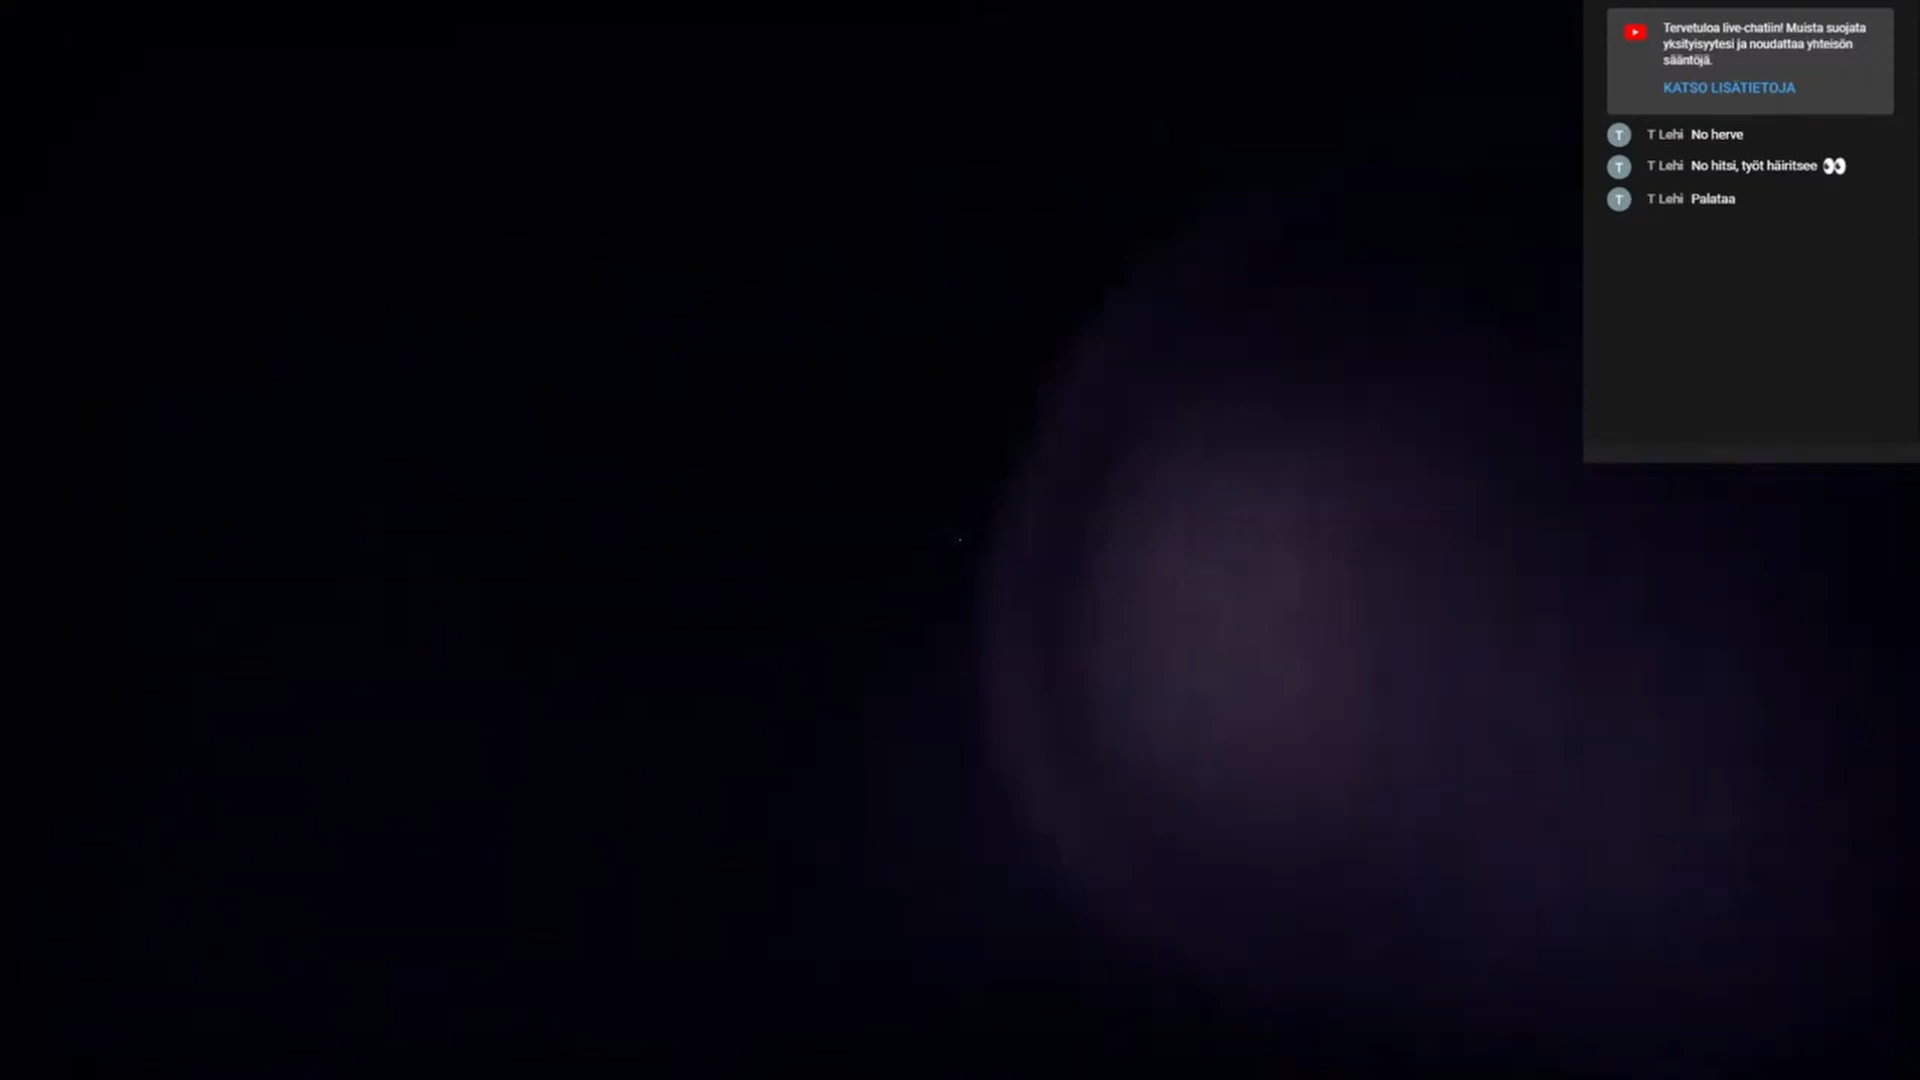 Tervetuloa live-chatiin! Muista suojata
yksityisyytesi ja noudattaa yhteisön
sääntöjä.
KATSO LISÄTIETOJA
T T Lehi No herve
T T Lehi No hitsi, työt häiritsee 👀
T T Lehi Palataa